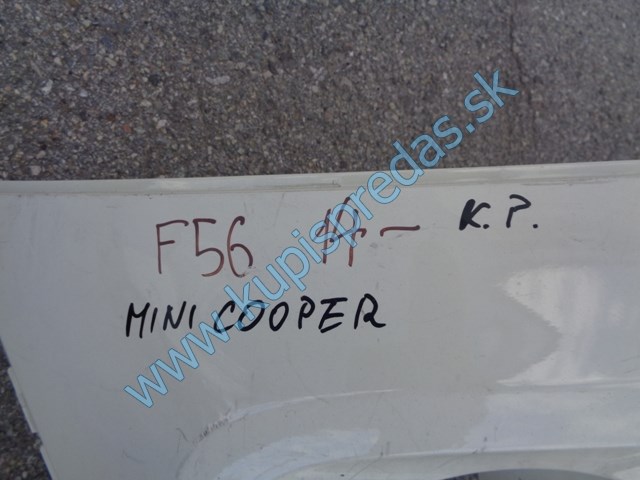 F56 14- K.P.
MINI COOPER
www.kupispredas.sk